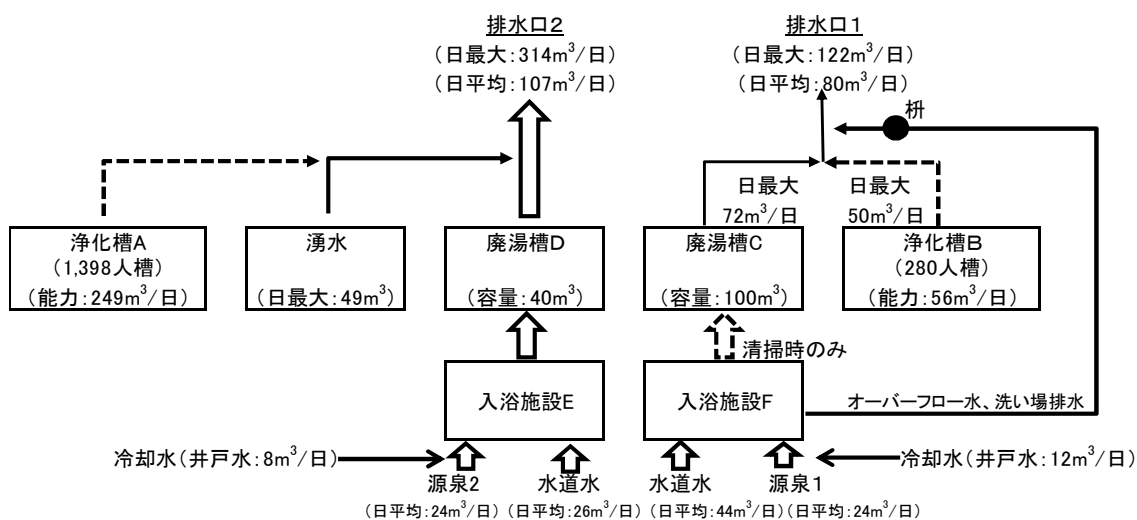 排水口2
(日最大:314m³/日)
(日平均:107m³/日)
排水口1
(日最大:122m³/日)
(日平均:80m³/日)
枡
日最大
72m³/日
日最大
50m³/日
浄化槽A
(1,398人槽)
(能力:249m³/日)
湧水
(日最大:49m³)
廃湯槽D
(容量:40m³)
廃湯槽C
(容量:100m³)
浄化槽B
(280人槽)
(能力:56m³/日)
清掃時のみ
入浴施設E
入浴施設F
オーバーフロー水、洗い場排水
冷却水(井戸水:8m³/日)
冷却水(井戸水:12m³/日)
源泉2
水道水
水道水
源泉1
(日平均:24m³/日)
(日平均:26m³/日)
(日平均:44m³/日)
(日平均:24m³/日)